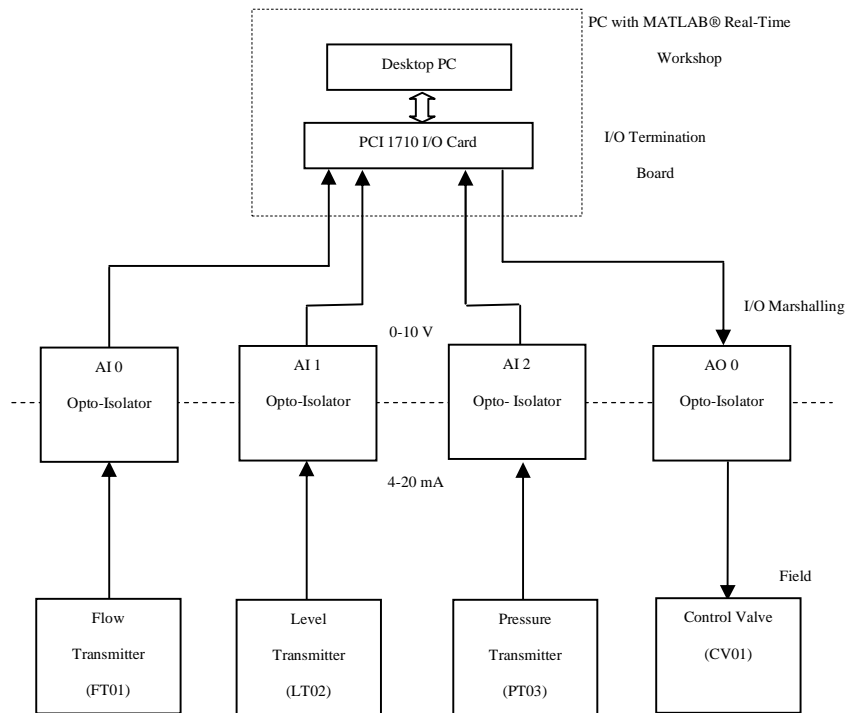 PC with MATLAB® Real-Time
Workshop
Desktop PC
PCI 1710 I/O Card
I/O Termination
Board
I/O Marshalling
0-10 V
AI 0
Opto-Isolator
AI 1
Opto-Isolator
AI 2
Opto- Isolator
AO 0
Opto-Isolator
4-20 mA
Field
Flow
Transmitter
(FT01)
Level
Transmitter
(LT02)
Pressure
Transmitter
(PT03)
Control Valve
(CV01)